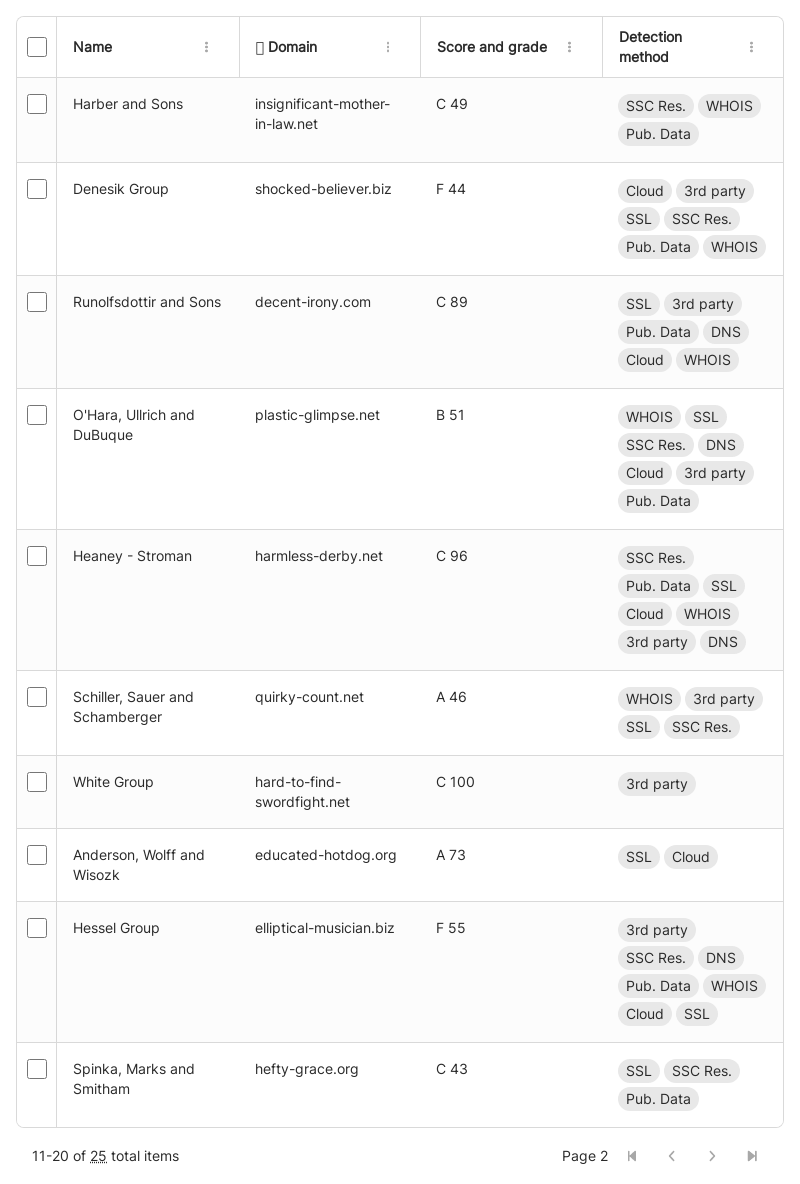 Name
Domain
Score and grade
Detection
method
Harber and Sons
insignificant-mother-
in-law.net
C 49
SSC Res. WHOIS
Pub. Data
Denesik Group
shocked-believer.biz
F 44
Cloud 3rd party
SSL SSC Res.
Pub. Data WHOIS
Runolfsdottir and Sons
decent-irony.com
C 89
SSL 3rd party
Pub. Data DNS
Cloud WHOIS
O'Hara, Ullrich and
DuBuque
plastic-glimpse.net
B 51
WHOIS SSL
SSC Res. DNS
Cloud 3rd party
Pub. Data
Heaney - Stroman
harmless-derby.net
C 96
SSC Res.
Pub. Data SSL
Cloud WHOIS
3rd party DNS
Schiller, Sauer and
Schamberger
quirky-count.net
A 46
WHOIS 3rd party
SSL SSC Res.
White Group
hard-to-find-
swordfight.net
C 100
3rd party
Anderson, Wolff and
Wisozk
educated-hotdog.org
A 73
SSL Cloud
Hessel Group
elliptical-musician.biz
F 55
3rd party
SSC Res. DNS
Pub. Data WHOIS
Cloud SSL
Spinka, Marks and
Smitham
hefty-grace.org
C 43
SSL SSC Res.
Pub. Data
11-20 of 25 total items
Page 2